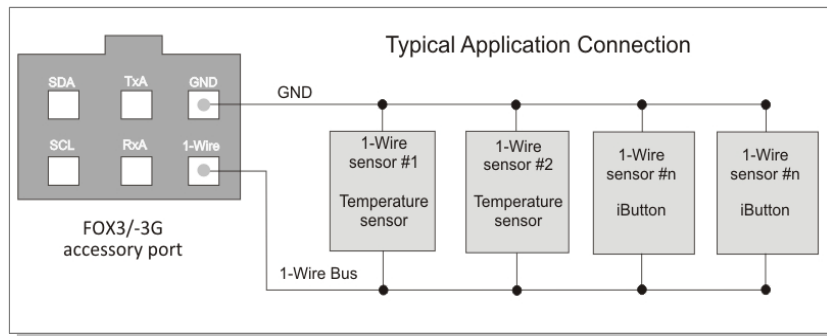 Typical Application Connection
SDA TxA GND
SCL RxA 1-Wire
FOX3/-3G
accessory port
GND
1-Wire
sensor #1
Temperature
sensor
1-Wire
sensor #2
Temperature
sensor
1-Wire
sensor #n
iButton
1-Wire
sensor #n
iButton
1-Wire Bus